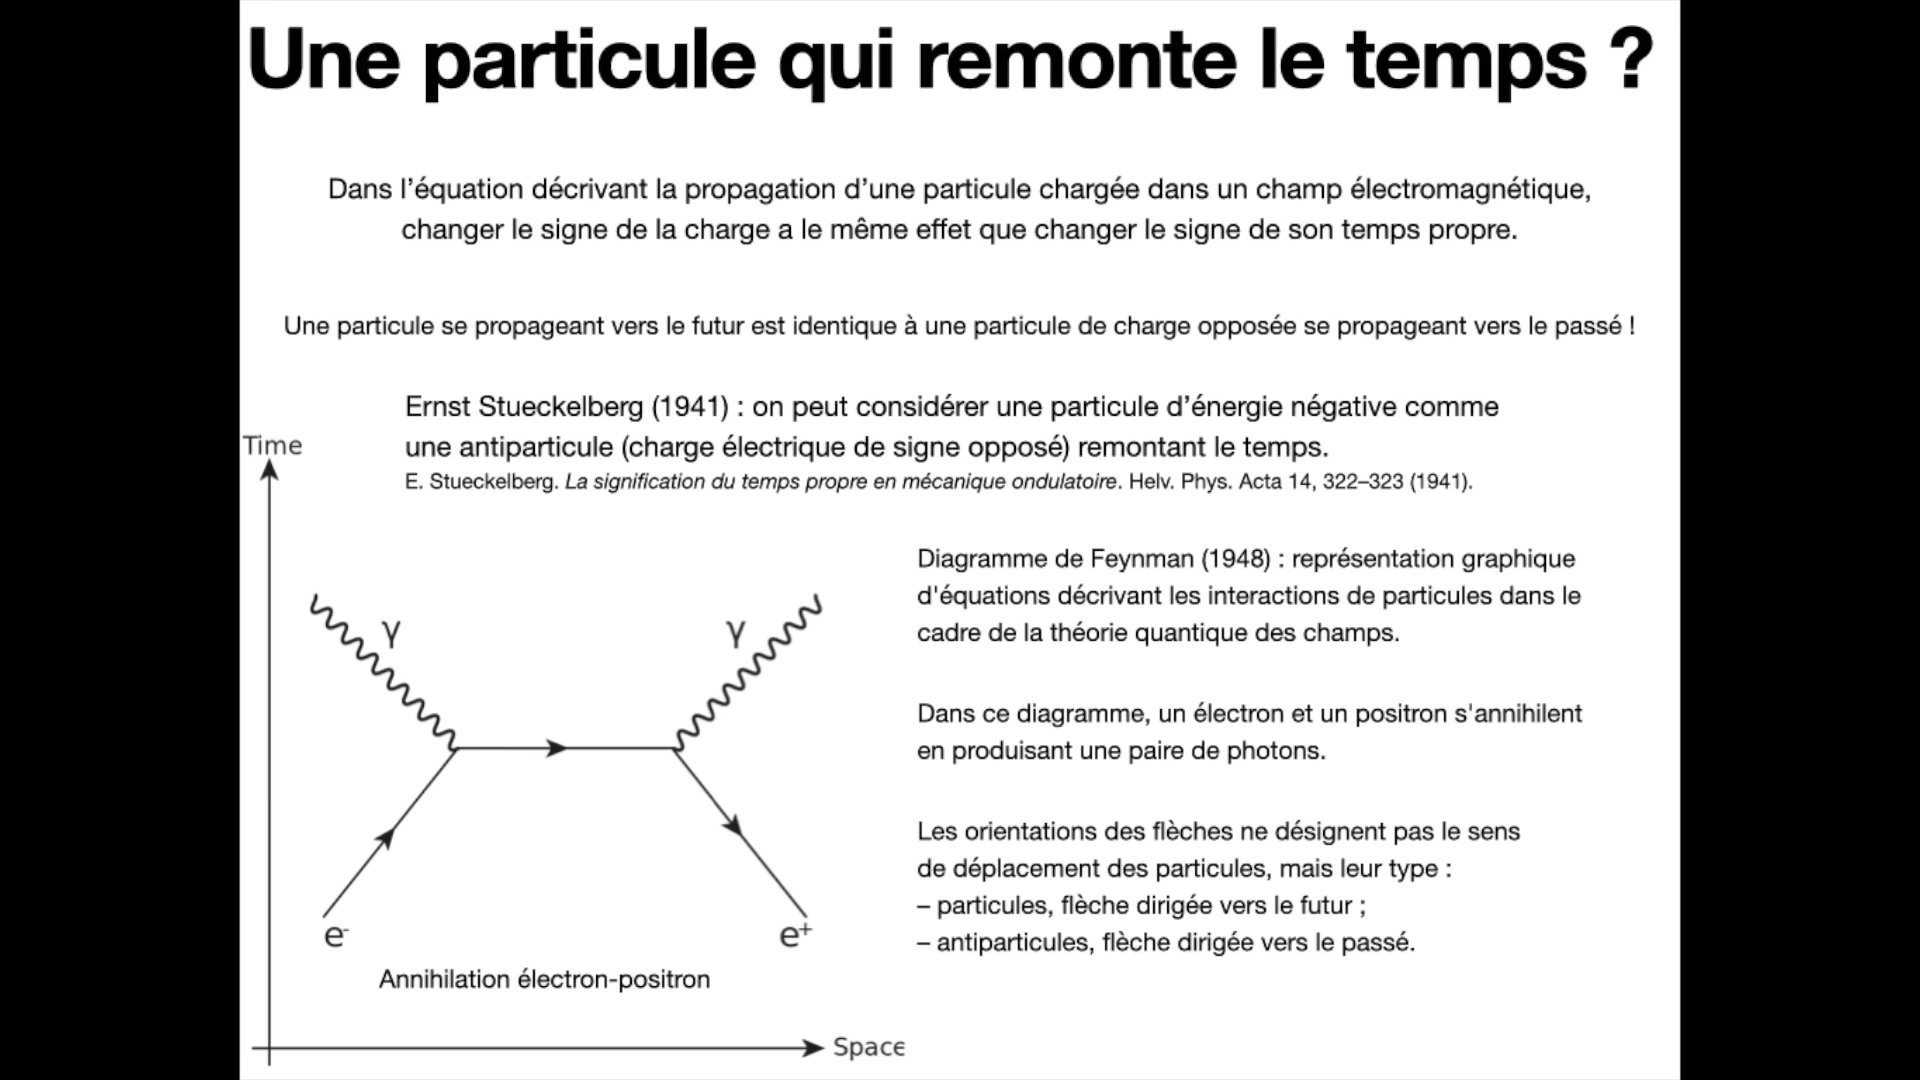 Une particule qui remonte le temps ?
Dans l’équation décrivant la propagation d’une particule chargée dans un champ électromagnétique,
changer le signe de la charge a le même effet que changer le signe de son temps propre.
Une particule se propageant vers le futur est identique à une particule de charge opposée se propageant vers le passé !
Ernst Stueckelberg (1941) : on peut considérer une particule d’énergie négative comme
une antiparticule (charge électrique de signe opposé) remontant le temps.
E. Stueckelberg. La signification du temps propre en mécanique ondulatoire. Helv. Phys. Acta 14, 322–323 (1941).
Time
γ
γ
e-
e+
Annihilation électron-positron
Space
Diagramme de Feynman (1948) : représentation graphique
d'équations décrivant les interactions de particules dans le
cadre de la théorie quantique des champs.
Dans ce diagramme, un électron et un positron s'annihilent
en produisant une paire de photons.
Les orientations des flèches ne désignent pas le sens
de déplacement des particules, mais leur type :
– particules, flèche dirigée vers le futur ;
– antiparticules, flèche dirigée vers le passé.